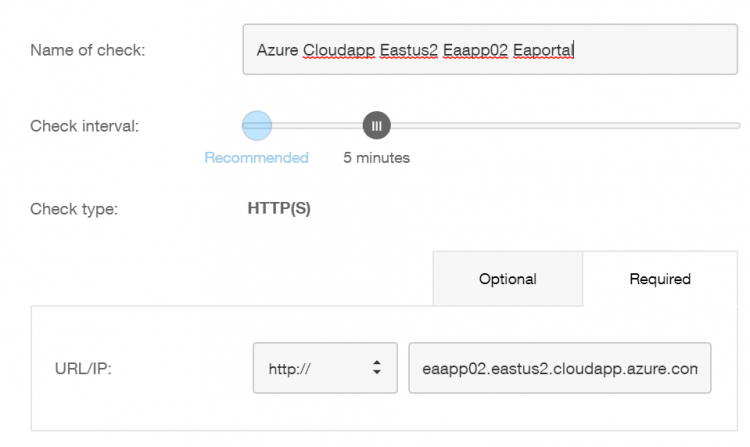 Name of check: Azure Cloudapp Eastus2 Eaapp02 Eaportal
Check interval:
Recommended 5 minutes
Check type: HTTP(S)
Optional Required
URL/IP: http:// eaapp02.eastus2.cloudapp.azure.com